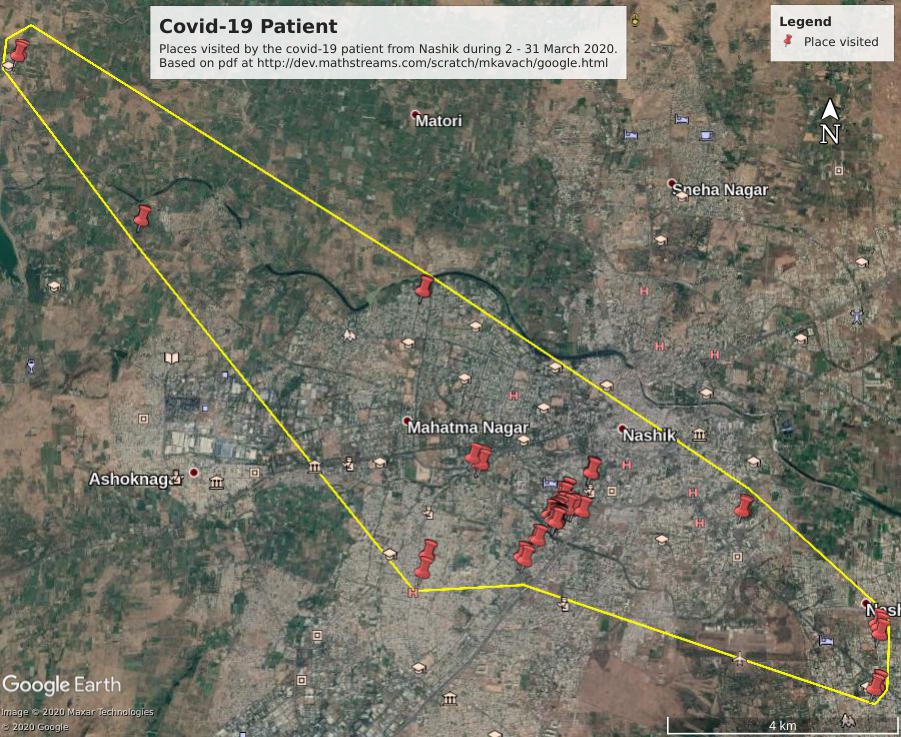 Covid-19 Patient
Places visited by the covid-19 patient from Nashik during 2 - 31 March 2020.
Based on pdf at http://dev.mathstreams.com/scratch/mkavach/google.html
Legend
Place visited
N
Matori
Sneha Nagar
Mahatma Nagar
Nashik
Ashoknaga
Nash
Google Earth
Image © 2020 Maxar Technologies
© 2020 Google
4 km